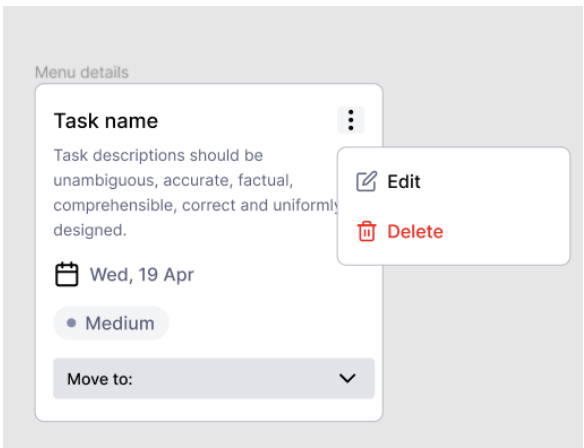 Menu details
Task name
Task descriptions should be
unambiguous, accurate, factual,
comprehensible, correct and uniformly
designed.
Edit
Delete
Wed, 19 Apr
Medium
Move to: